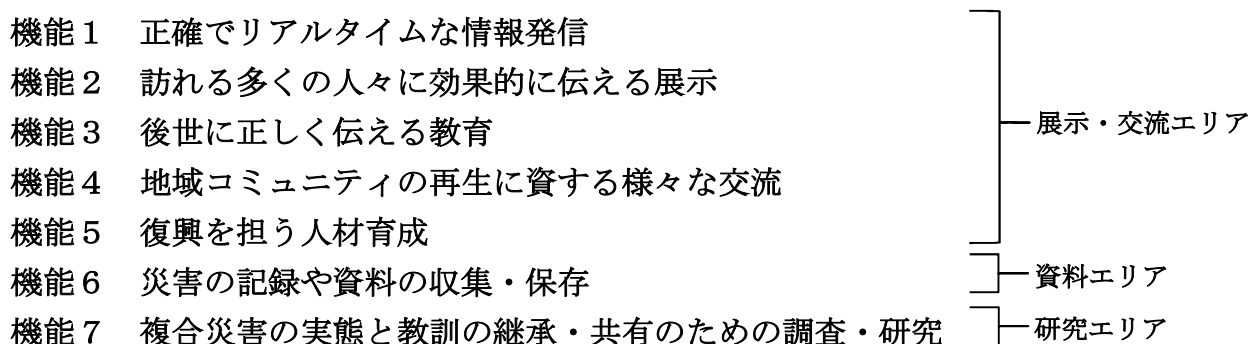 機能１　正確でリアルタイムな情報発信
機能２　訪れる多くの人々に効果的に伝える展示
機能３　後世に正しく伝える教育
展示・交流エリア
機能４　地域コミュニティの再生に資する様々な交流
機能５　復興を担う人材育成
機能６　災害の記録や資料の収集・保存
資料エリア
機能７　複合災害の実態と教訓の継承・共有のための調査・研究
研究エリア